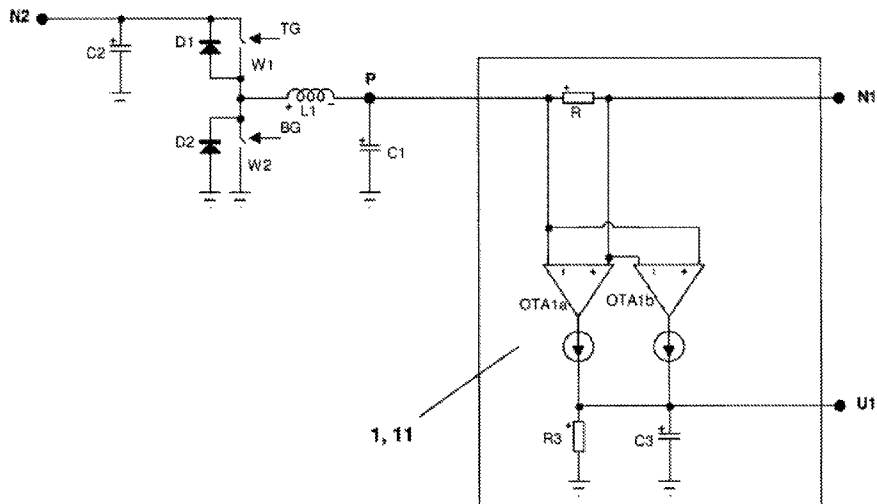 N2
C2
D1
TG
W1
P
L1
BG
D2
W2
C1
R
N1
OTA1a
OTA1b
U1
1, 11
R3
C3